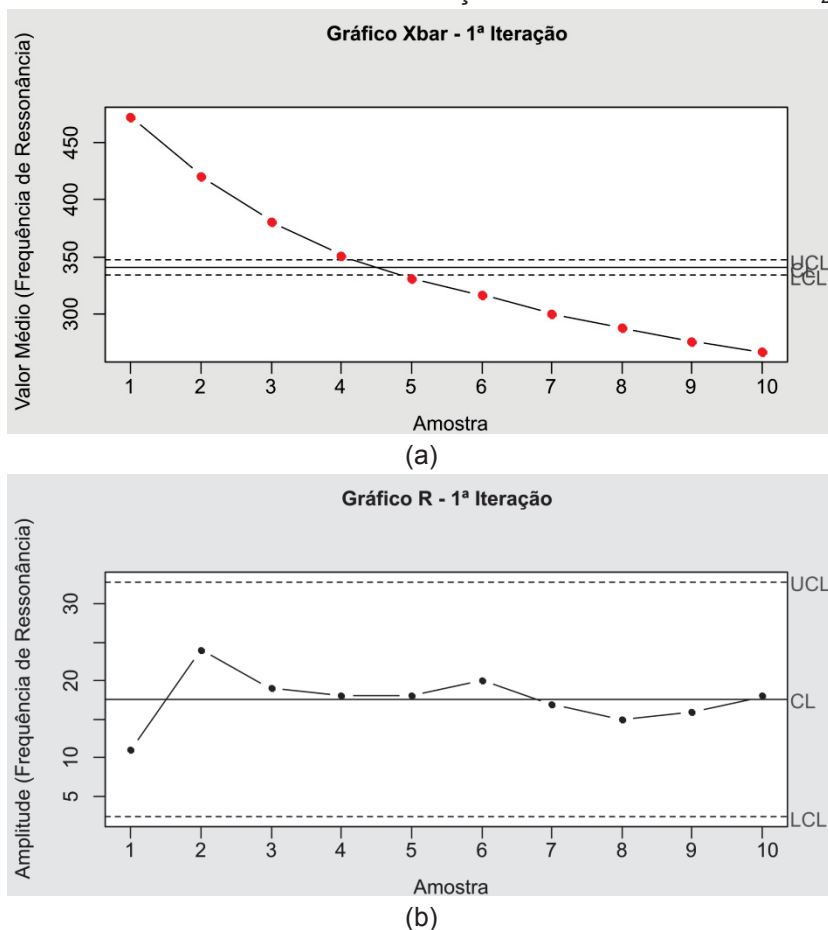 Gráfico Xbar - 1ª Iteração
Valor Médio (Frequência de Ressonância)
450
400
350
300
UCL
CL
LCL
1 2 3 4 5 6 7 8 9 10
Amostra
(a)
Gráfico R - 1ª Iteração
Amplitude (Frequência de Ressonância)
30
20
10
5
UCL
CL
LCL
1 2 3 4 5 6 7 8 9 10
Amostra
(b)